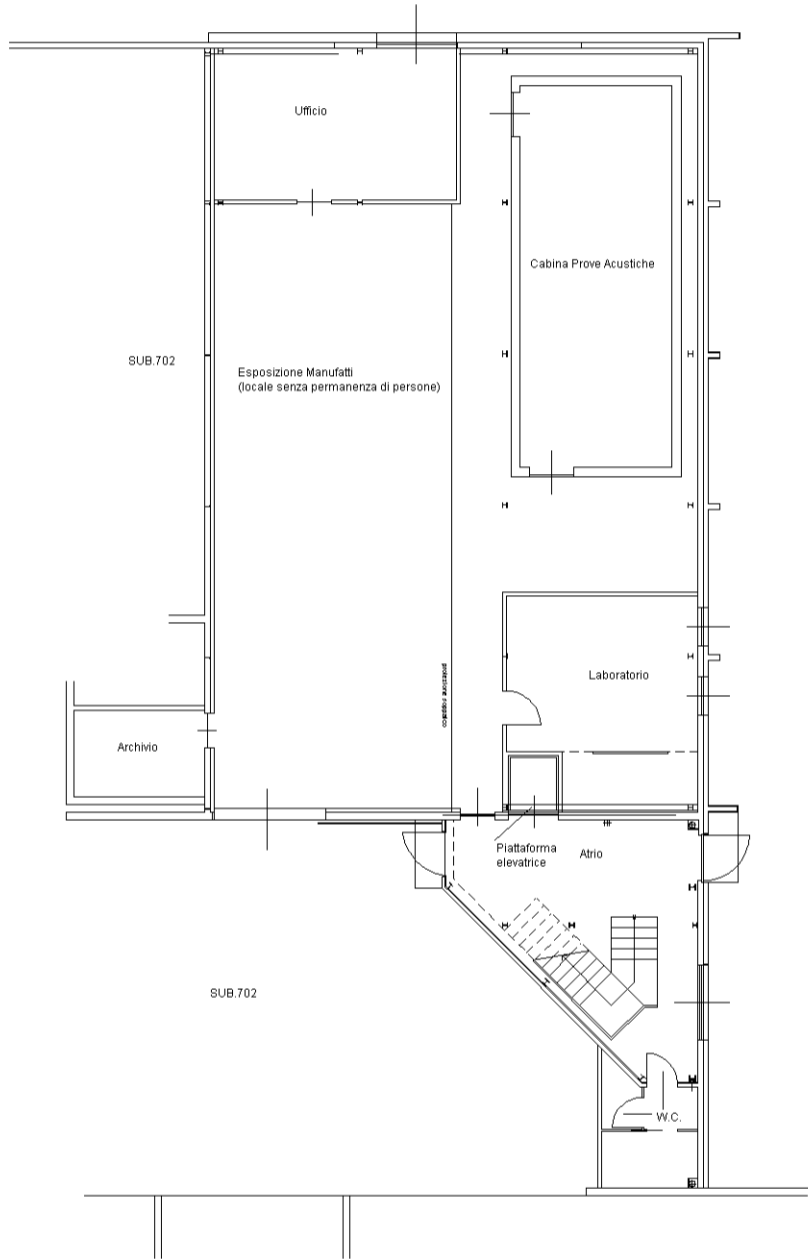 Ufficio
Cabina Prove Acustiche
SUB.702
Esposizione Manufatti
(locale senza permanenza di persone)
Laboratorio
Archivio
Piattaforma
elevatrice
Atrio
SUB.702
W.C.